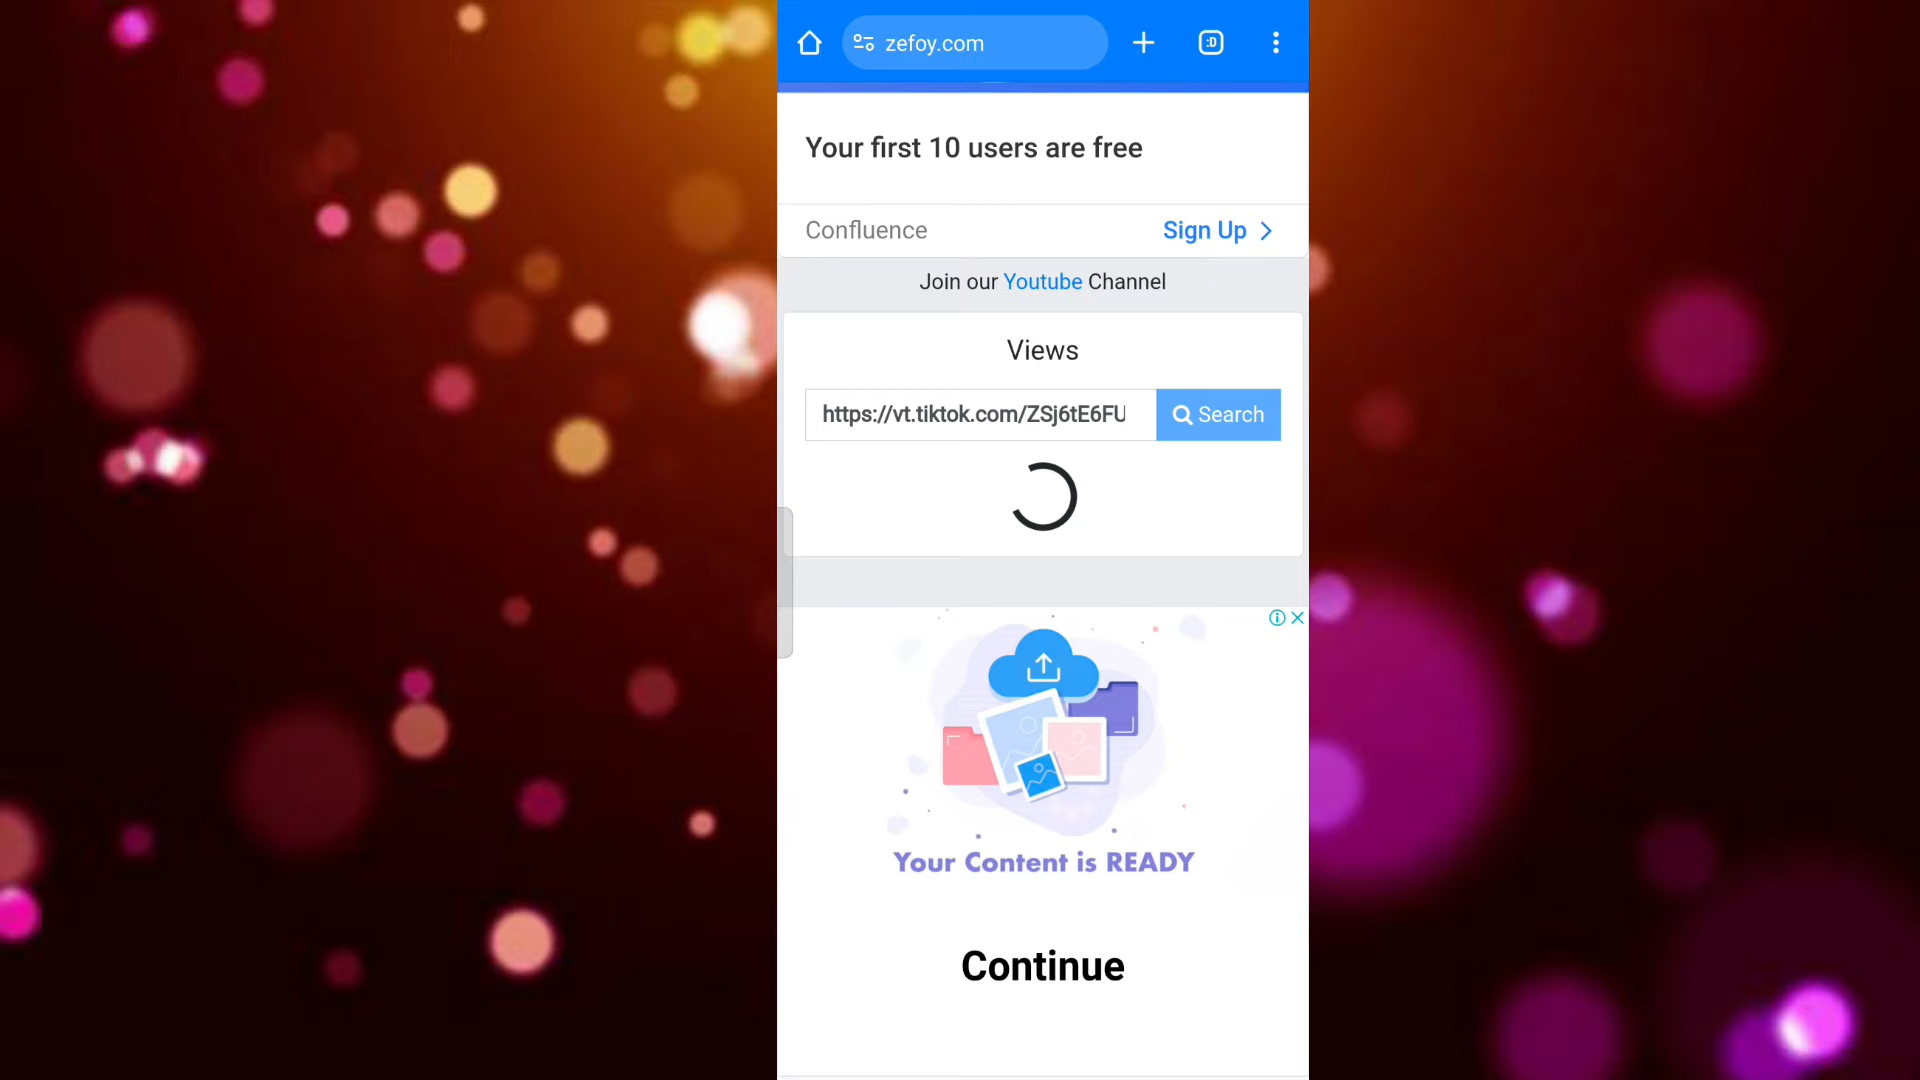 zefoy.com
:D
Your first 10 users are free
Confluence
Sign Up
Join our Youtube Channel
Views
https://vt.tiktok.com/ZSj6tE6FU
Search
Your Content is READY
Continue